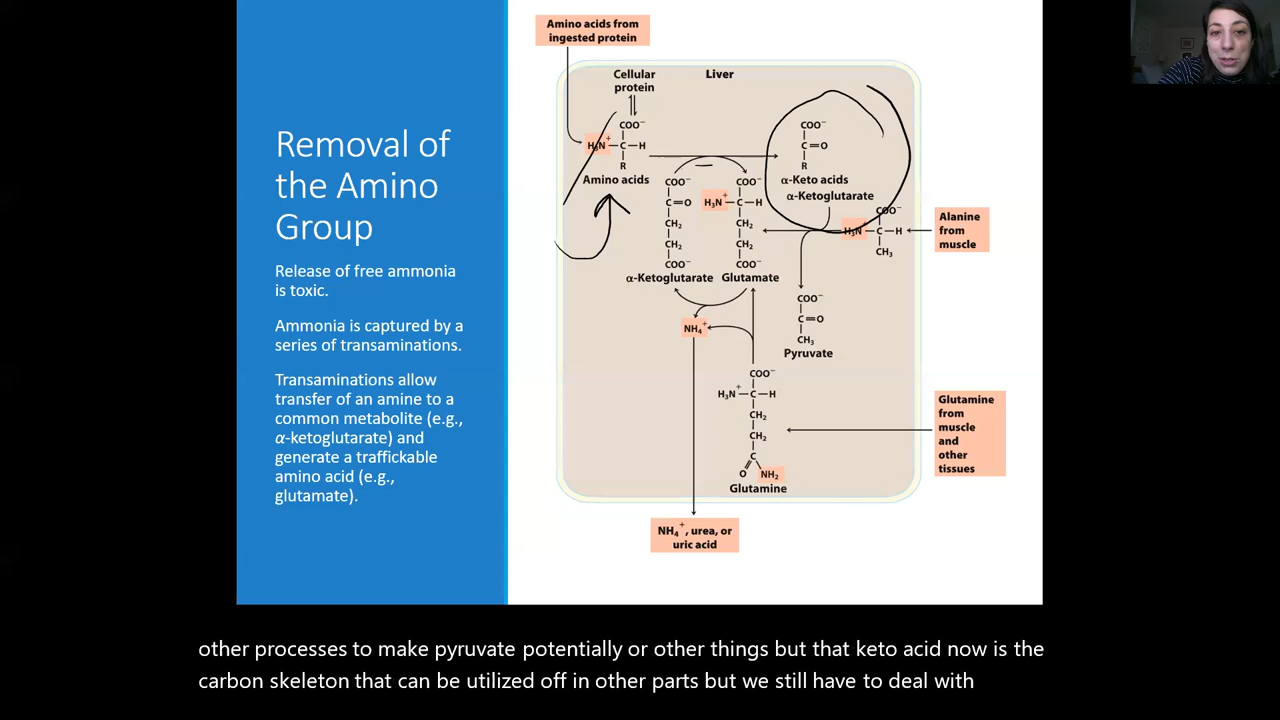 Removal of
the Amino
Group
Release of free ammonia
is toxic.
Ammonia is captured by a
series of transaminations.
Transaminations allow
transfer of an amine to a
common metabolite (e.g.,
α-ketoglutarate) and
generate a traffickable
amino acid (e.g.,
glutamate).
Amino acids from
ingested protein
Cellular
protein
Liver
COO⁻
H₃N⁺—C—H
R
Amino acids
COO⁻
C=O
R
α-Keto acids
α-Ketoglutarate
COO⁻
C=O
CH₂
CH₂
COO⁻
α-Ketoglutarate
COO⁻
H₃N⁺—C—H
CH₂
CH₂
COO⁻
Glutamate
COO⁻
H₃N⁺—C—H
CH₃
Alanine
from
muscle
NH₄⁺
COO⁻
C=O
CH₃
Pyruvate
COO⁻
H₃N⁺—C—H
CH₂
CH₂
C
O NH₂
Glutamine
Glutamine
from
muscle
and
other
tissues
NH₄⁺, urea, or
uric acid
other processes to make pyruvate potentially or other things but that keto acid now is the
carbon skeleton that can be utilized off in other parts but we still have to deal with